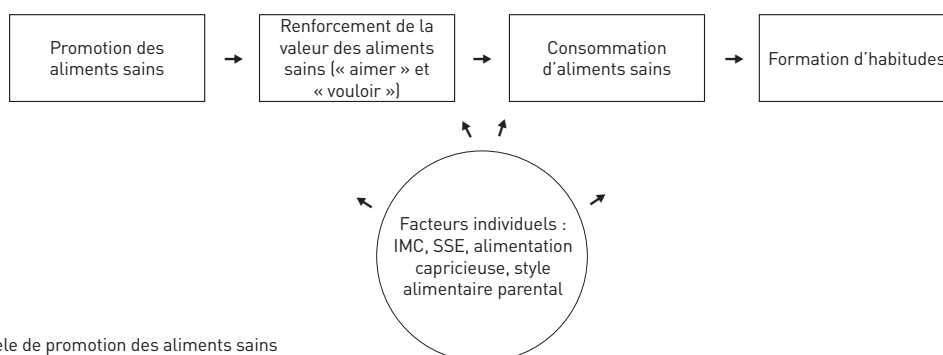 Promotion des
aliments sains
Renforcement de la
valeur des aliments
sains (« aimer » et
« vouloir »)
Consommation
d’aliments sains
Formation d’habitudes
Facteurs individuels :
IMC, SSE, alimentation
capricieuse, style
alimentaire parental
de promotion des aliments sains